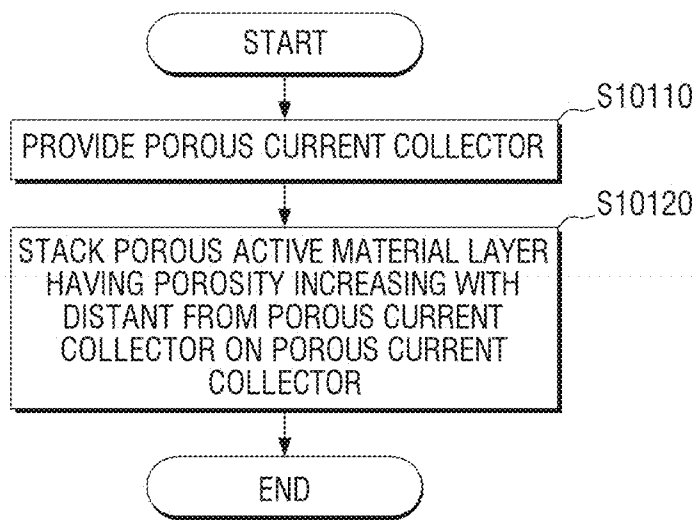 START
S10110
PROVIDE POROUS CURRENT COLLECTOR
S10120
STACK POROUS ACTIVE MATERIAL LAYER
HAVING POROSITY INCREASING WITH
DISTANT FROM POROUS CURRENT
COLLECTOR ON POROUS CURRENT
COLLECTOR
END